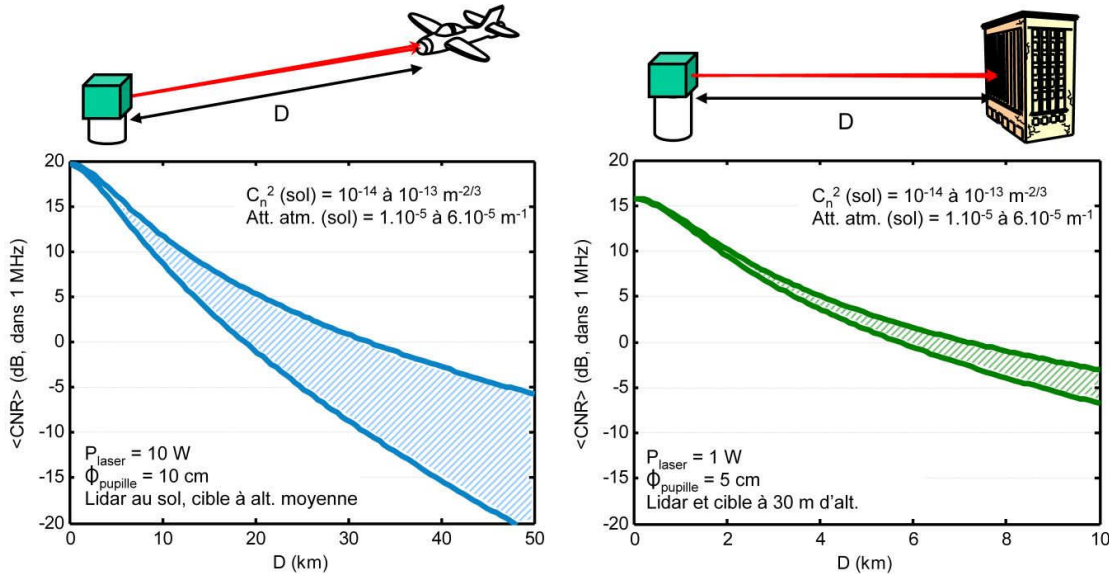 D
D
20
15
10
5
0
-5
-10
-15
-20
<CNR> (dB, dans 1 MHz)
Cₙ² (sol) = 10⁻¹⁴ à 10⁻¹³ m⁻²/³
Att. atm. (sol) = 1.10⁻⁵ à 6.10⁻⁵ m⁻¹
P_laser = 10 W
Φ_pupille = 10 cm
Lidar au sol, cible à alt. moyenne
0 10 20 30 40 50
D (km)
20
15
10
5
0
-5
-10
-15
-20
<CNR> (dB, dans 1 MHz)
Cₙ² (sol) = 10⁻¹⁴ à 10⁻¹³ m⁻²/³
Att. atm. (sol) = 1.10⁻⁵ à 6.10⁻⁵ m⁻¹
P_laser = 1 W
Φ_pupille = 5 cm
Lidar et cible à 30 m d'alt.
0 2 4 6 8 10
D (km)